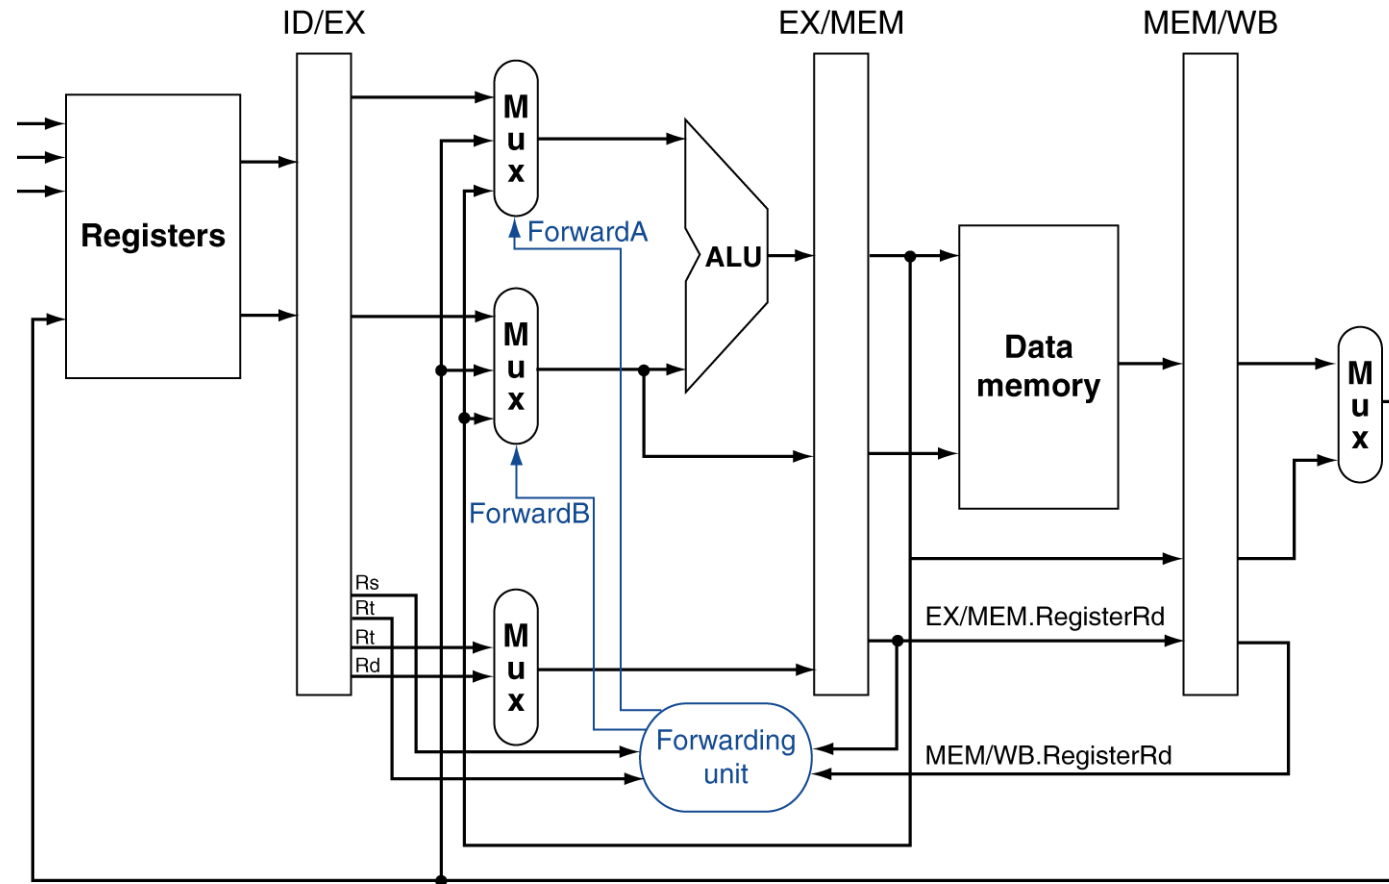 ID/EX
EX/MEM
MEM/WB
Registers
M
u
x
ForwardA
ALU
M
u
x
ForwardB
Data
memory
M
u
x
Rs
Rt
Rt
Rd
M
u
x
EX/MEM.RegisterRd
Forwarding
unit
MEM/WB.RegisterRd